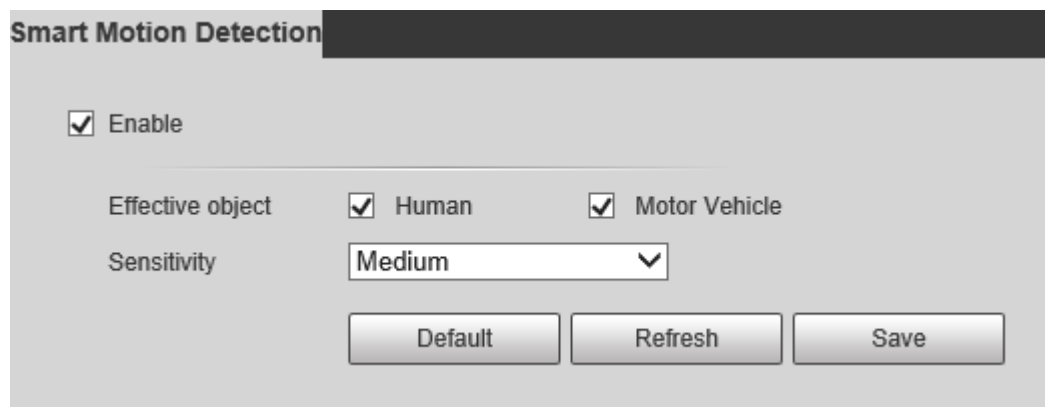 Smart Motion Detection
Enable
Effective object Human Motor Vehicle
Sensitivity Medium
Default Refresh Save